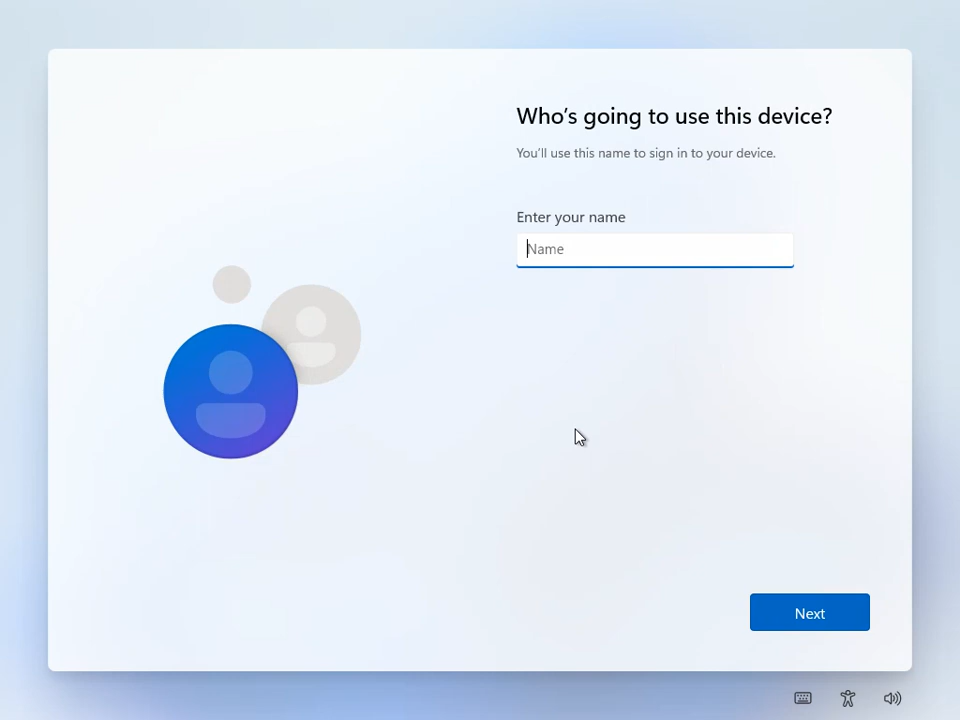 Who's going to use this device?
You'll use this name to sign in to your device.
Enter your name
Name
Next